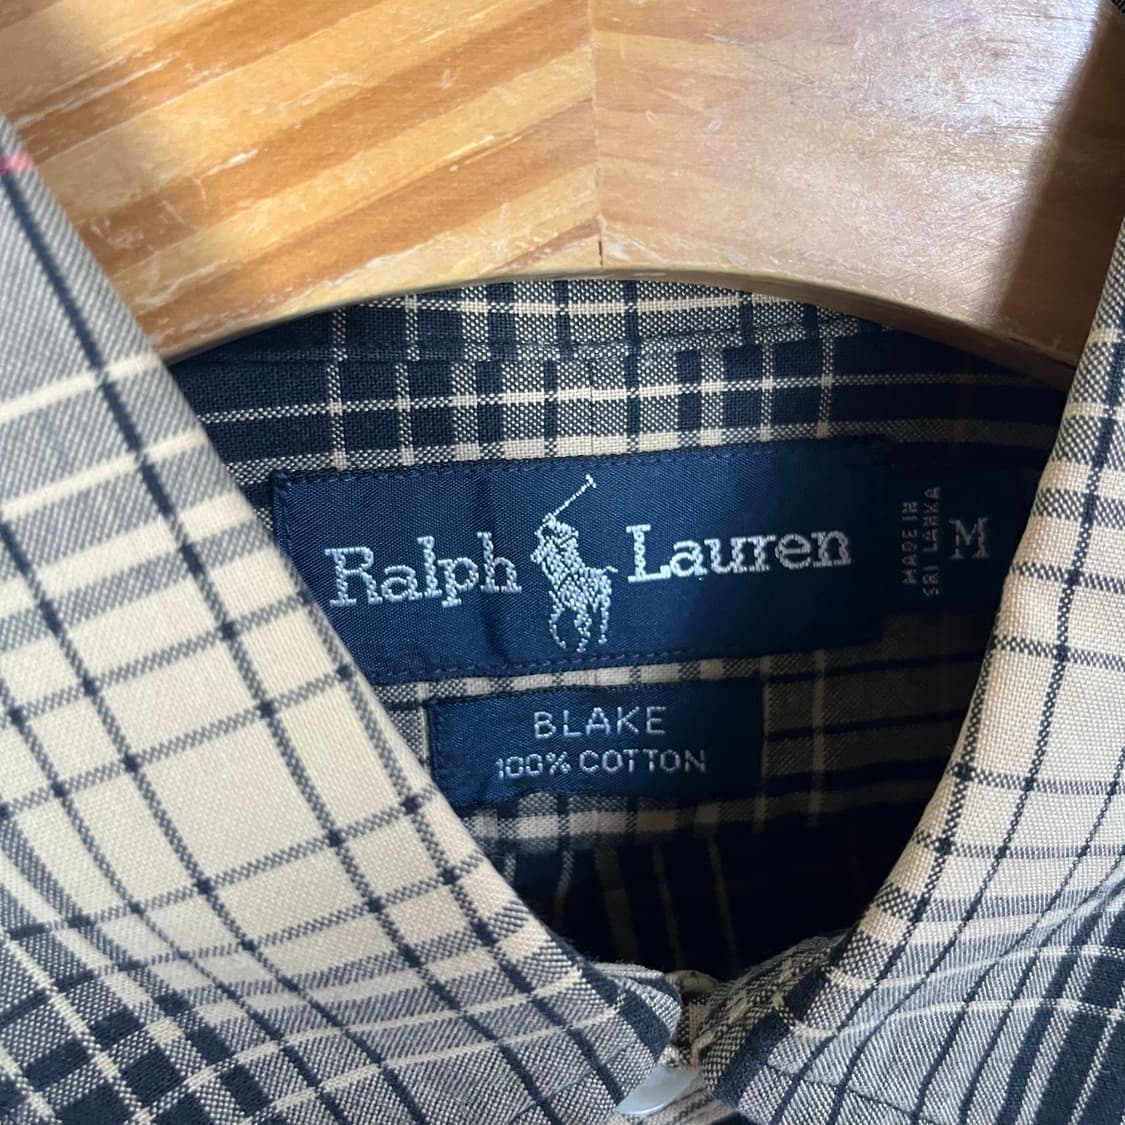 Ralph Lauren
MADE IN
SRI LANKA
M
BLAKE
100% COTTON